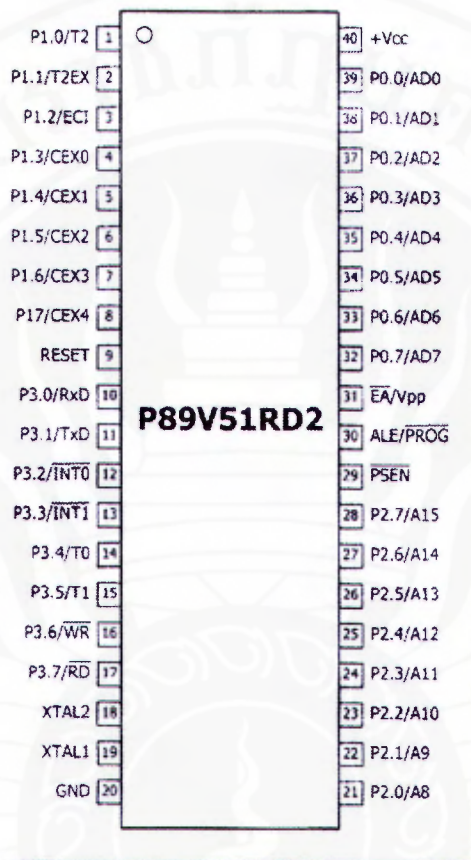 P1.0/T2 1 40 +Vcc
P1.1/T2EX 2 39 P0.0/AD0
P1.2/ECI 3 38 P0.1/AD1
P1.3/CEX0 4 37 P0.2/AD2
P1.4/CEX1 5 36 P0.3/AD3
P1.5/CEX2 6 35 P0.4/AD4
P1.6/CEX3 7 34 P0.5/AD5
P17/CEX4 8 33 P0.6/AD6
RESET 9 32 P0.7/AD7
P3.0/RxD 10 31 E̅A̅/Vpp
P89V51RD2
P3.1/TxD 11 30 ALE/P̅R̅O̅G̅
P3.2/I̅N̅T̅0̅ 12 29 P̅S̅E̅N̅
P3.3/I̅N̅T̅1̅ 13 28 P2.7/A15
P3.4/T0 14 27 P2.6/A14
P3.5/T1 15 26 P2.5/A13
P3.6/W̅R̅ 16 25 P2.4/A12
P3.7/R̅D̅ 17 24 P2.3/A11
XTAL2 18 23 P2.2/A10
XTAL1 19 22 P2.1/A9
GND 20 21 P2.0/A8